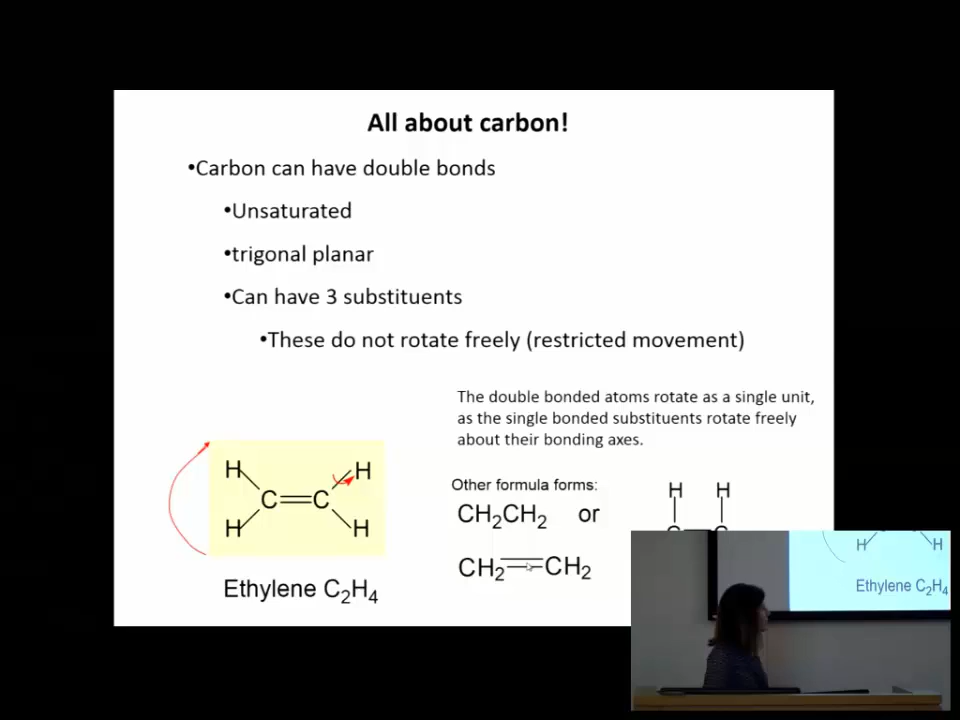 All about carbon!
•Carbon can have double bonds
•Unsaturated
•trigonal planar
•Can have 3 substituents
•These do not rotate freely (restricted movement)
The double bonded atoms rotate as a single unit,
as the single bonded substituents rotate freely
about their bonding axes.
H H
C C
H H
Ethylene C₂H₄
Other formula forms:
CH₂CH₂ or
CH₂=CH₂
H H
H H
Ethylene C₂H₄